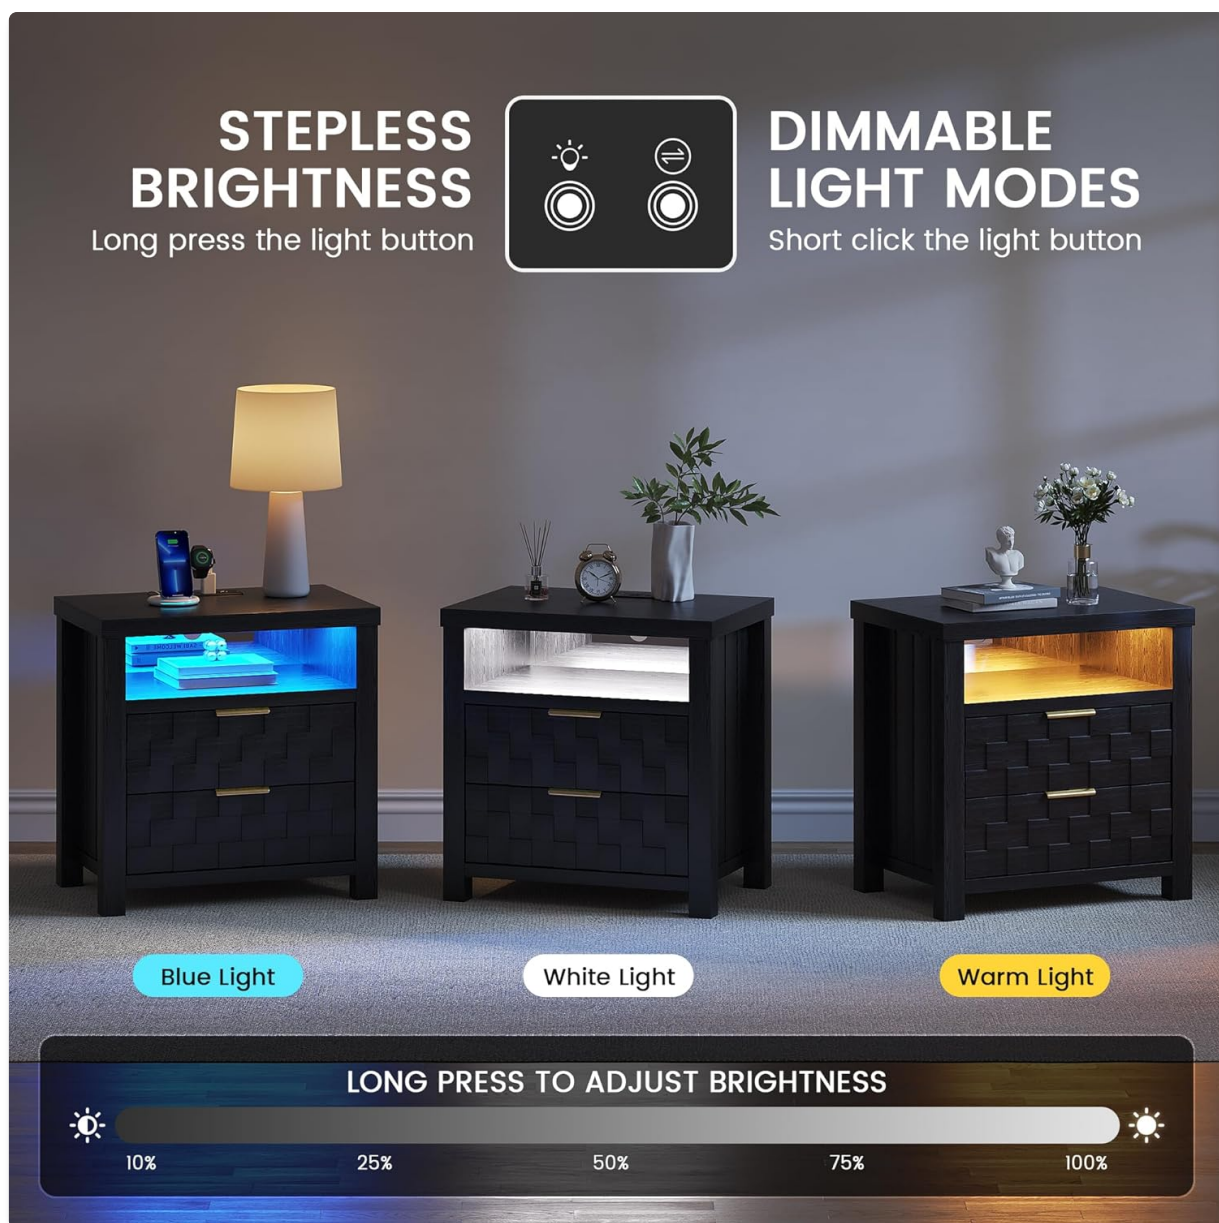 STEPLESS
BRIGHTNESS
Long press the light button
DIMMABLE
LIGHT MODES
Short click the light button
Blue Light
White Light
Warm Light
LONG PRESS TO ADJUST BRIGHTNESS
10%
25%
50%
75%
100%